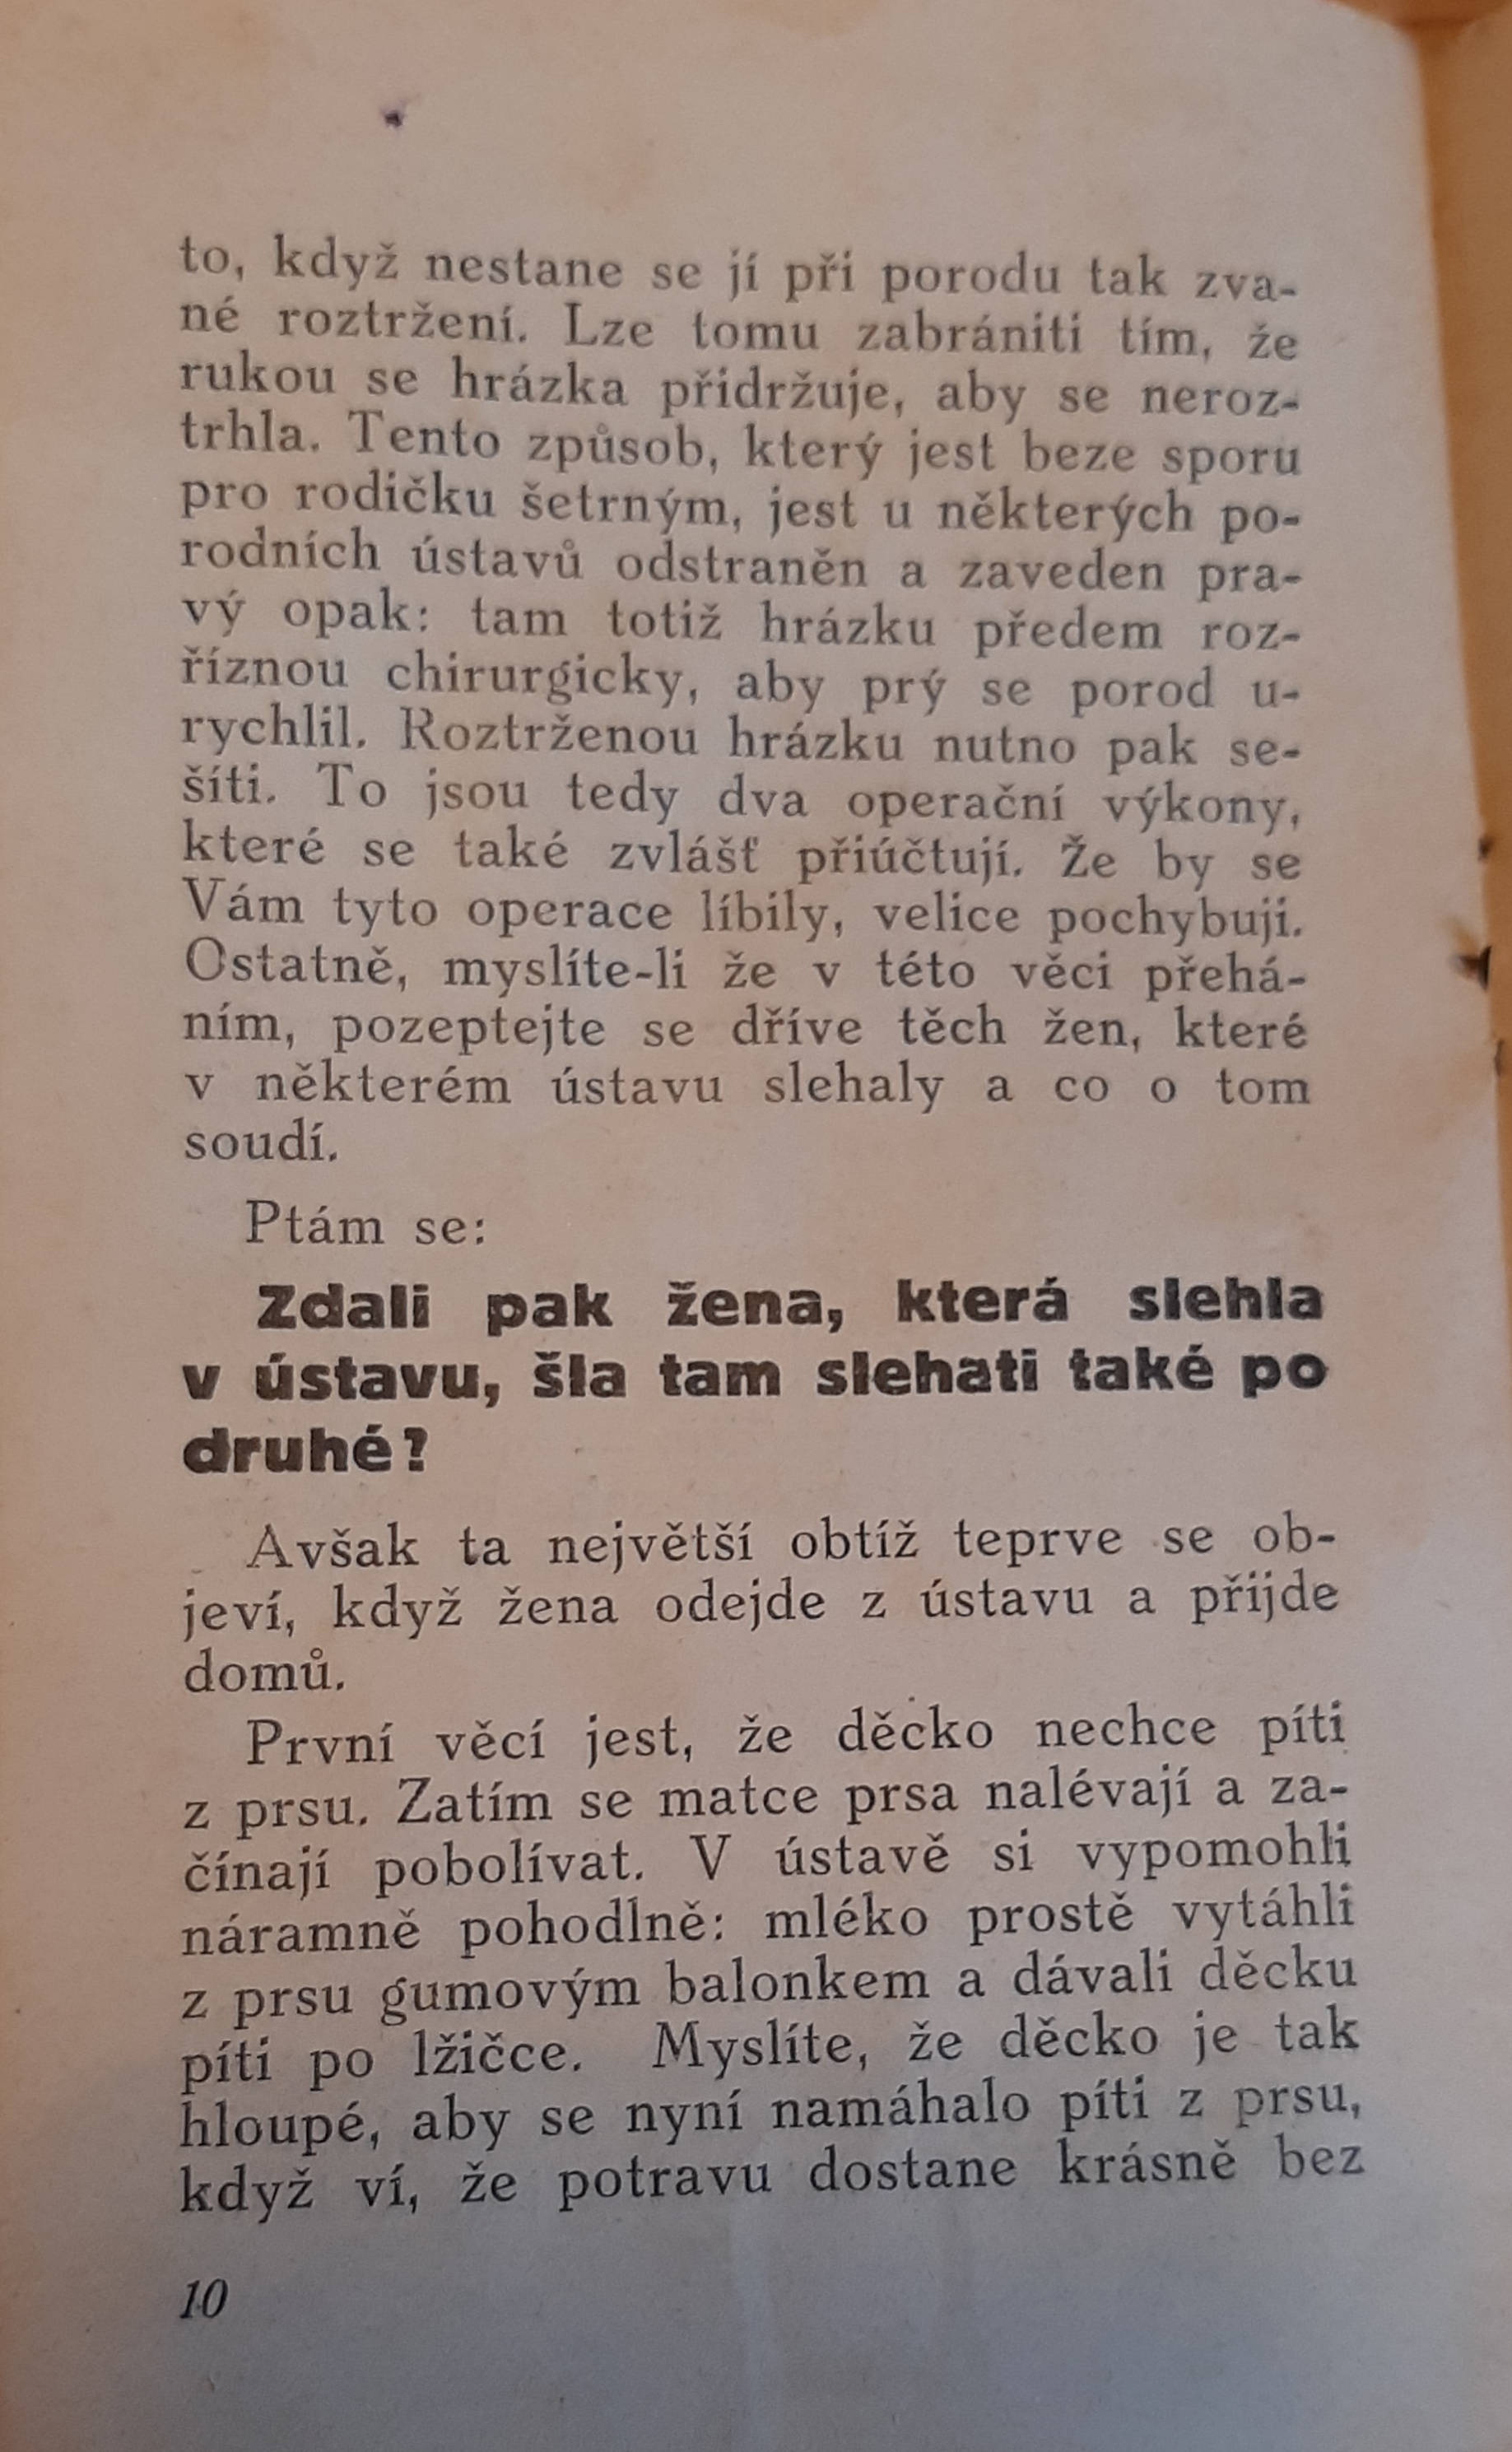 to, když nestane se jí při porodu tak zva-
né roztržení. Lze tomu zabrániti tím, že
rukou se hrázka přidržuje, aby se neroz-
trhla. Tento způsob, který jest beze sporu
pro rodičku šetrným, jest u některých po-
rodních ústavů odstraněn a zaveden pra-
vý opak: tam totiž hrázku předem roz-
říznou chirurgicky, aby prý se porod u-
rychlil. Roztrženou hrázku nutno pak se-
šíti. To jsou tedy dva operační výkony,
které se také zvlášť přiúčtují. Že by se
Vám tyto operace líbily, velice pochybuji.
Ostatně, myslíte-li že v této věci přehá-
ním, pozeptejte se dříve těch žen, které
v některém ústavu slehaly a co o tom
soudí.
Ptám se:
Zdali pak žena, která slehla
v ústavu, šla tam slehati také po
druhé?
Avšak ta největší obtíž teprve se ob-
jeví, když žena odejde z ústavu a přijde
domů.
První věcí jest, že děcko nechce píti
z prsu. Zatím se matce prsa nalévají a za-
čínají pobolívat. V ústavě si vypomohli
náramně pohodlně: mléko prostě vytáhli
z prsu gumovým balonkem a dávali děcku
píti po lžičce. Myslíte, že děcko je tak
hloupé, aby se nyní namáhalo píti z prsu,
když ví, že potravu dostane krásně bez
10